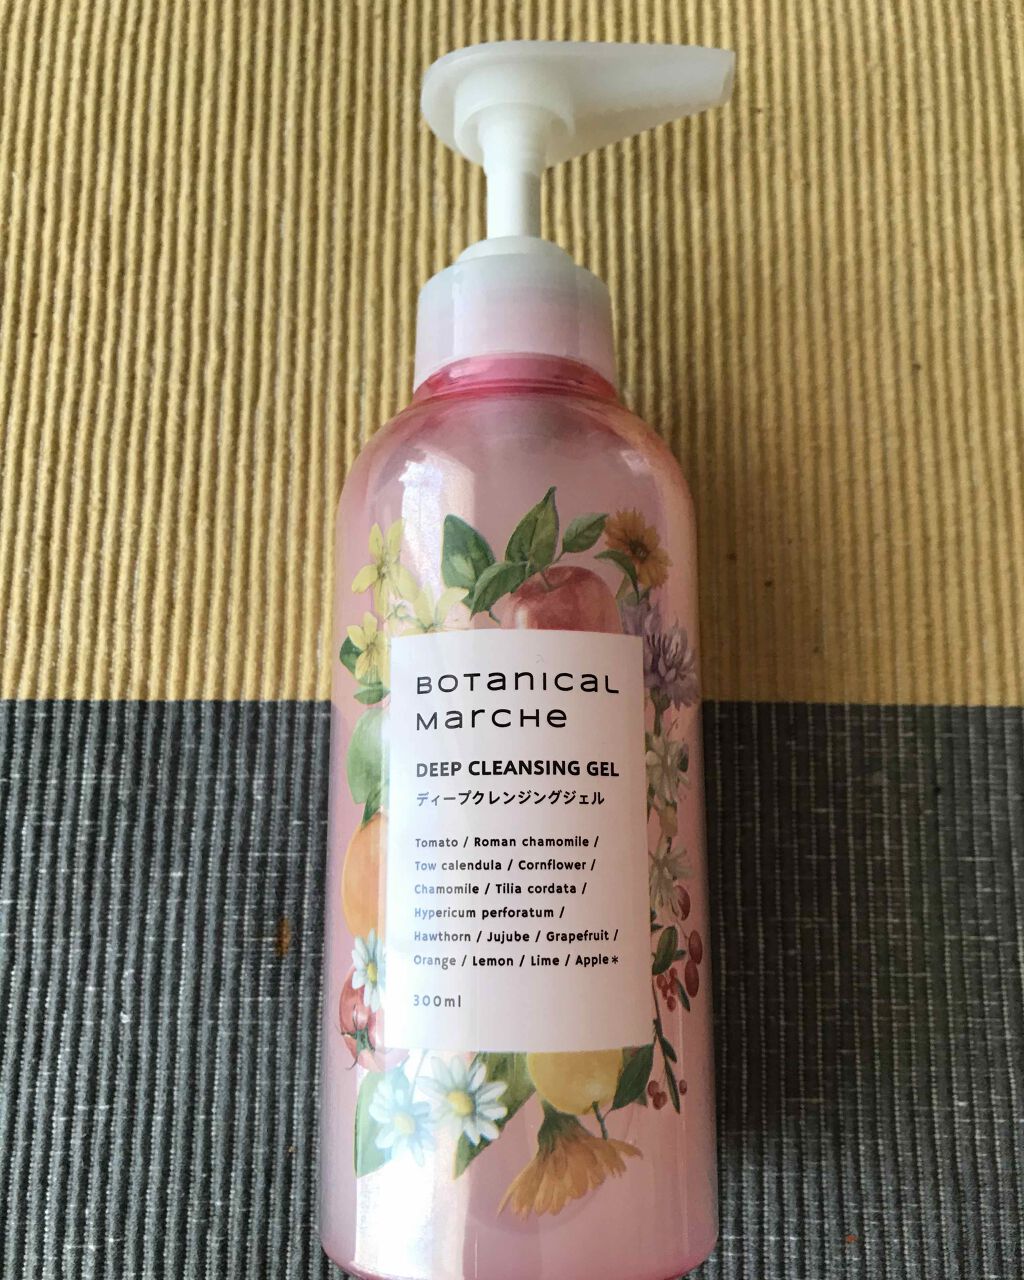 BOTANICAL
MARCHE
DEEP CLEANSING GEL
ディープクレンジングジェル
Tomato / Roman chamomile /
Tow calendula / Cornflower /
Chamomile / Tilia cordata /
Hypericum perforatum /
Hawthorn / Jujube / Grapefruit /
Orange / Lemon / Lime / Apple*
300ml